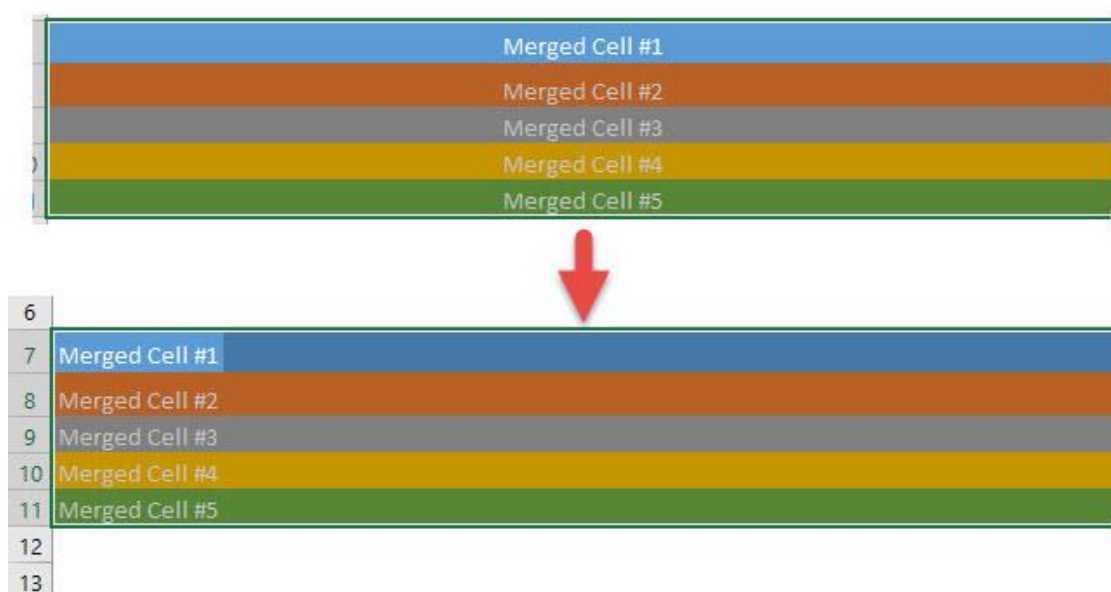 Merged Cell #1
Merged Cell #2
Merged Cell #3
Merged Cell #4
Merged Cell #5
6
7 Merged Cell #1
8 Merged Cell #2
9 Merged Cell #3
10 Merged Cell #4
11 Merged Cell #5
12
13